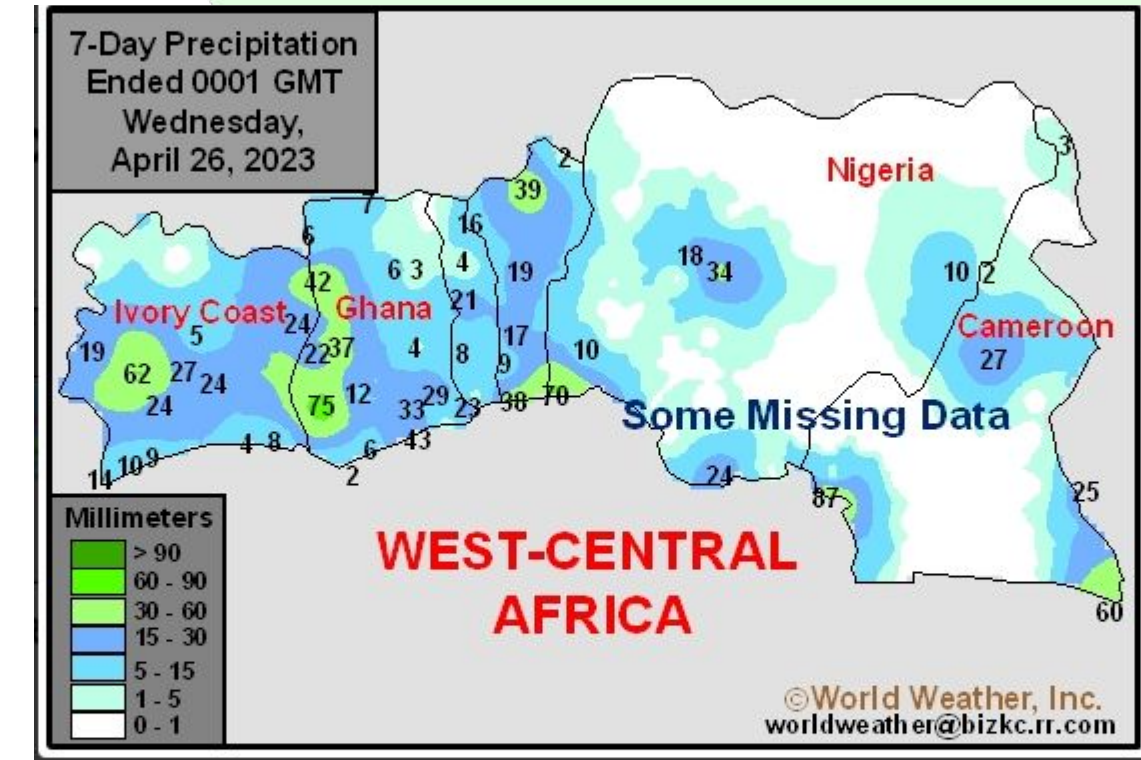 7-Day Precipitation
Ended 0001 GMT
Wednesday,
April 26, 2023
2
3
Nigeria
39
7
16
6
18
34
6 3
4
19
10
2
42
21
Ivory Coast
Ghana
24
Cameroon
5
17
19
22
37
4
8
9
10
27
62
27
24
12
29
70
24
75
33
23
38
Some Missing Data
4
8
6
43
10
9
14
2
24
87
25
Millimeters
> 90
60 - 90
30 - 60
15 - 30
5 - 15
1 - 5
0 - 1
WEST-CENTRAL
AFRICA
60
©World Weather, Inc.
worldweather@bizkc.rr.com